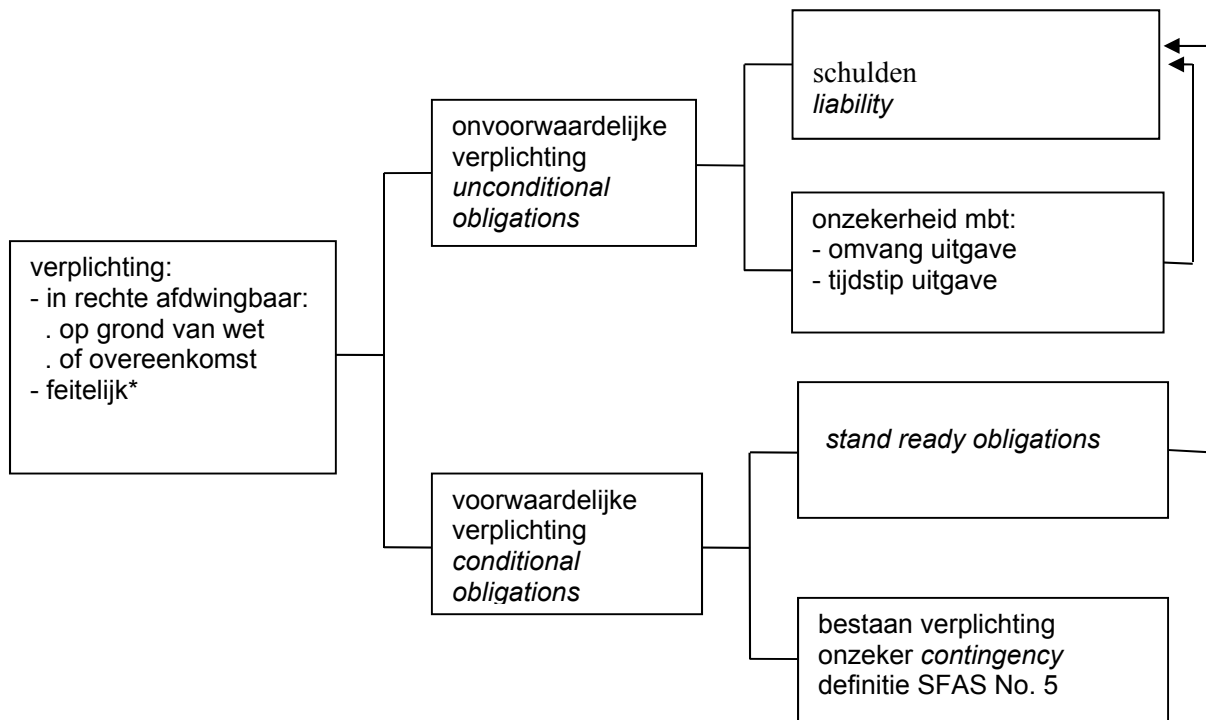 verplichting:
- in rechte afdwingbaar:
. op grond van wet
. of overeenkomst
- feitelijk*
onvoorwaardelijke
verplichting
unconditional
obligations
schulden
liability
onzekerheid mbt:
- omvang uitgave
- tijdstip uitgave
voorwaardelijke
verplichting
conditional
obligations
stand ready obligations
bestaan verplichting
onzeker contingency
definitie SFAS No. 5